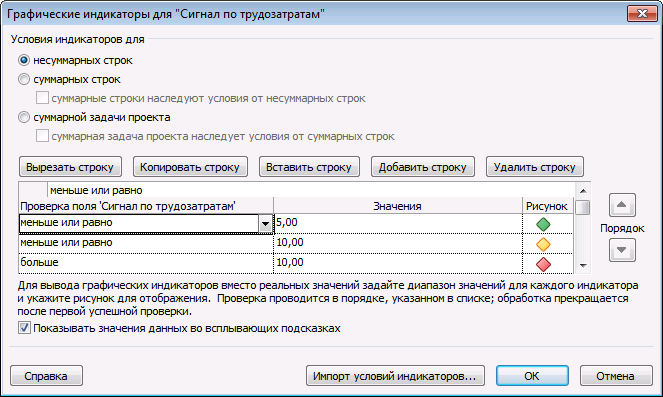 Графические индикаторы для "Сигнал по трудозатратам"
Условия индикаторов для
несуммарных строк
суммарных строк
суммарные строки наследуют условия от несуммарных строк
суммарной задачи проекта
суммарная задача проекта наследует условия от суммарных строк
Вырезать строку Копировать строку Вставить строку Добавить строку Удалить строку
меньше или равно
Проверка поля 'Сигнал по трудозатратам' Значения Рисунок
меньше или равно 5,00
Порядок
меньше или равно 10,00
больше 10,00
Для вывода графических индикаторов вместо реальных значений задайте диапазон значений для каждого индикатора
и укажите рисунок для отображения. Проверка проводится в порядке, указанном в списке; обработка прекращается
после первой успешной проверки.
Показывать значения данных во всплывающих подсказках
Справка Импорт условий индикаторов... ОК Отмена